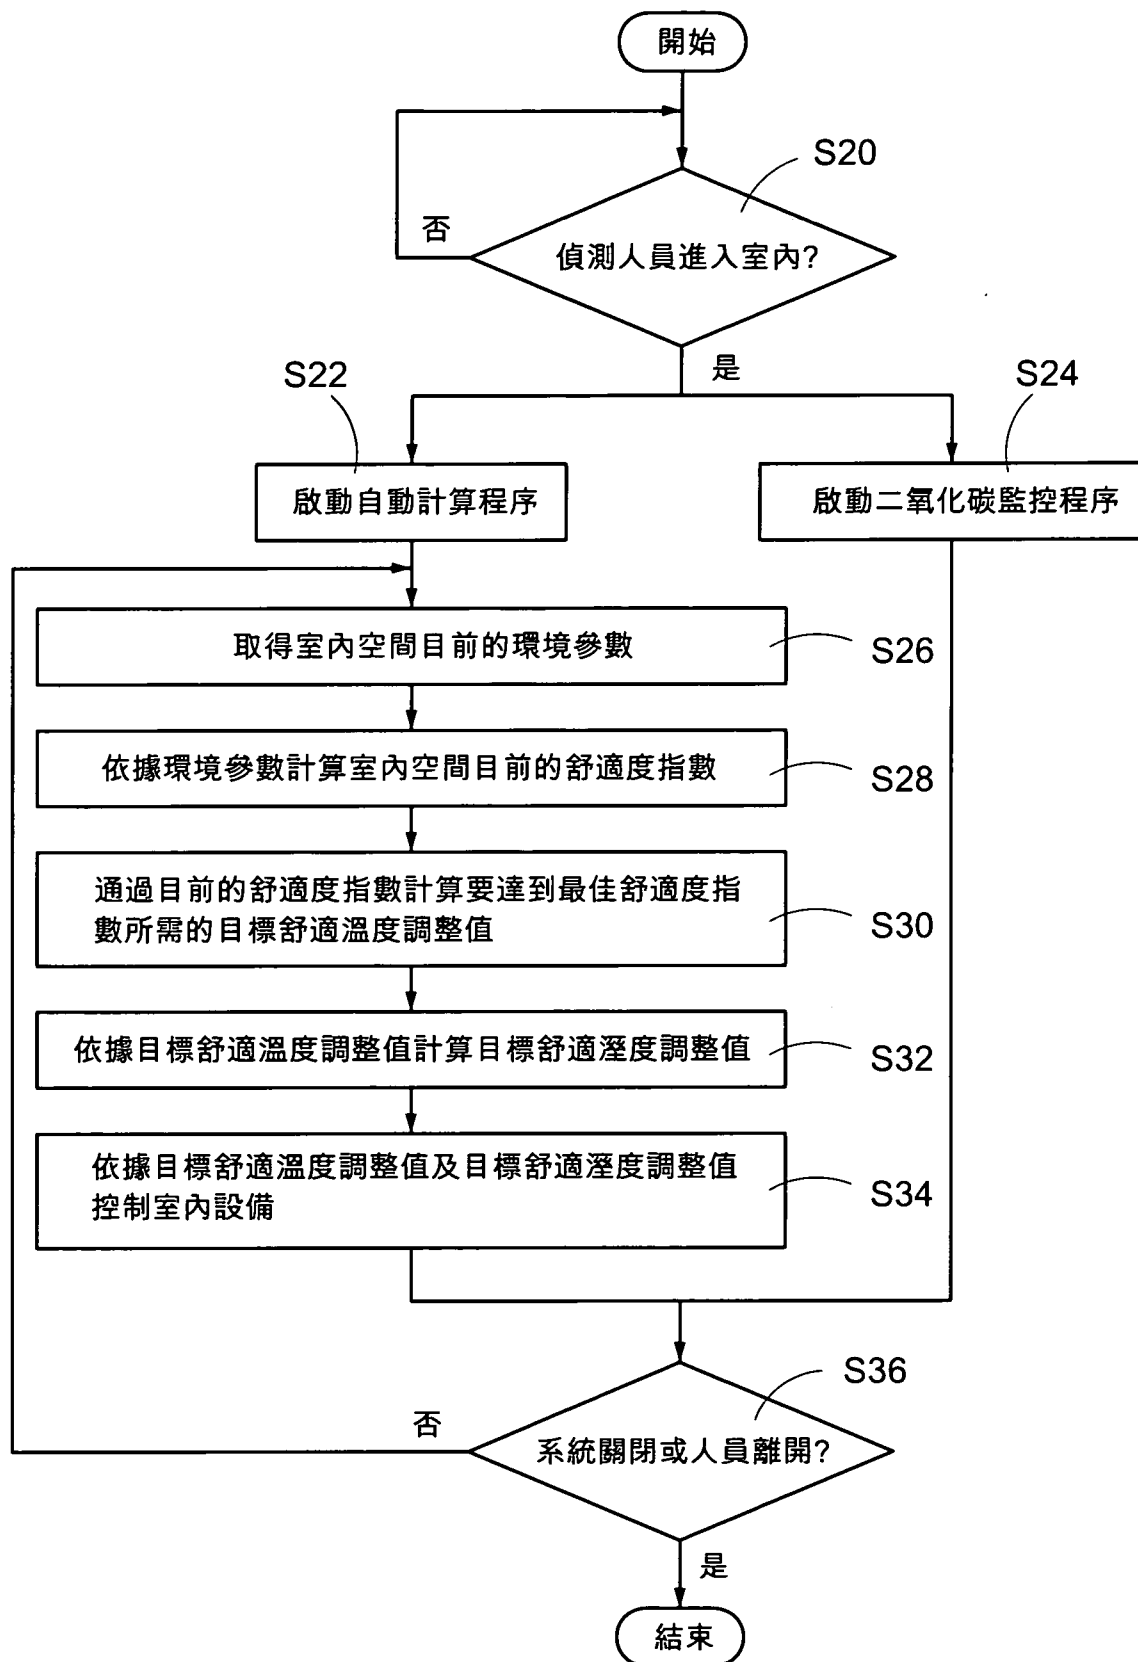 開始
S20
否
偵測人員進入室內?
是
S22
S24
啟動自動計算程序
啟動二氧化碳監控程序
取得室內空間目前的環境參數
S26
依據環境參數計算室內空間目前的舒適度指數
S28
通過目前的舒適度指數計算要達到最佳舒適度指
數所需的目標舒適溫度調整值
S30
依據目標舒適溫度調整值計算目標舒適溼度調整值
S32
依據目標舒適溫度調整值及目標舒適溼度調整值
控制室內設備
S34
S36
否
系統關閉或人員離開?
是
結束